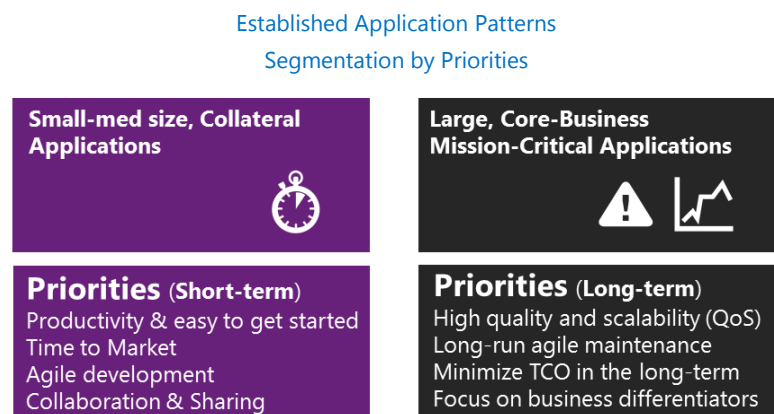 Established Application Patterns
Segmentation by Priorities
Small-med size, Collateral
Applications
Large, Core-Business
Mission-Critical Applications
Priorities (Short-term)
Productivity & easy to get started
Time to Market
Agile development
Collaboration & Sharing
Priorities (Long-term)
High quality and scalability (QoS)
Long-run agile maintenance
Minimize TCO in the long-term
Focus on business differentiators